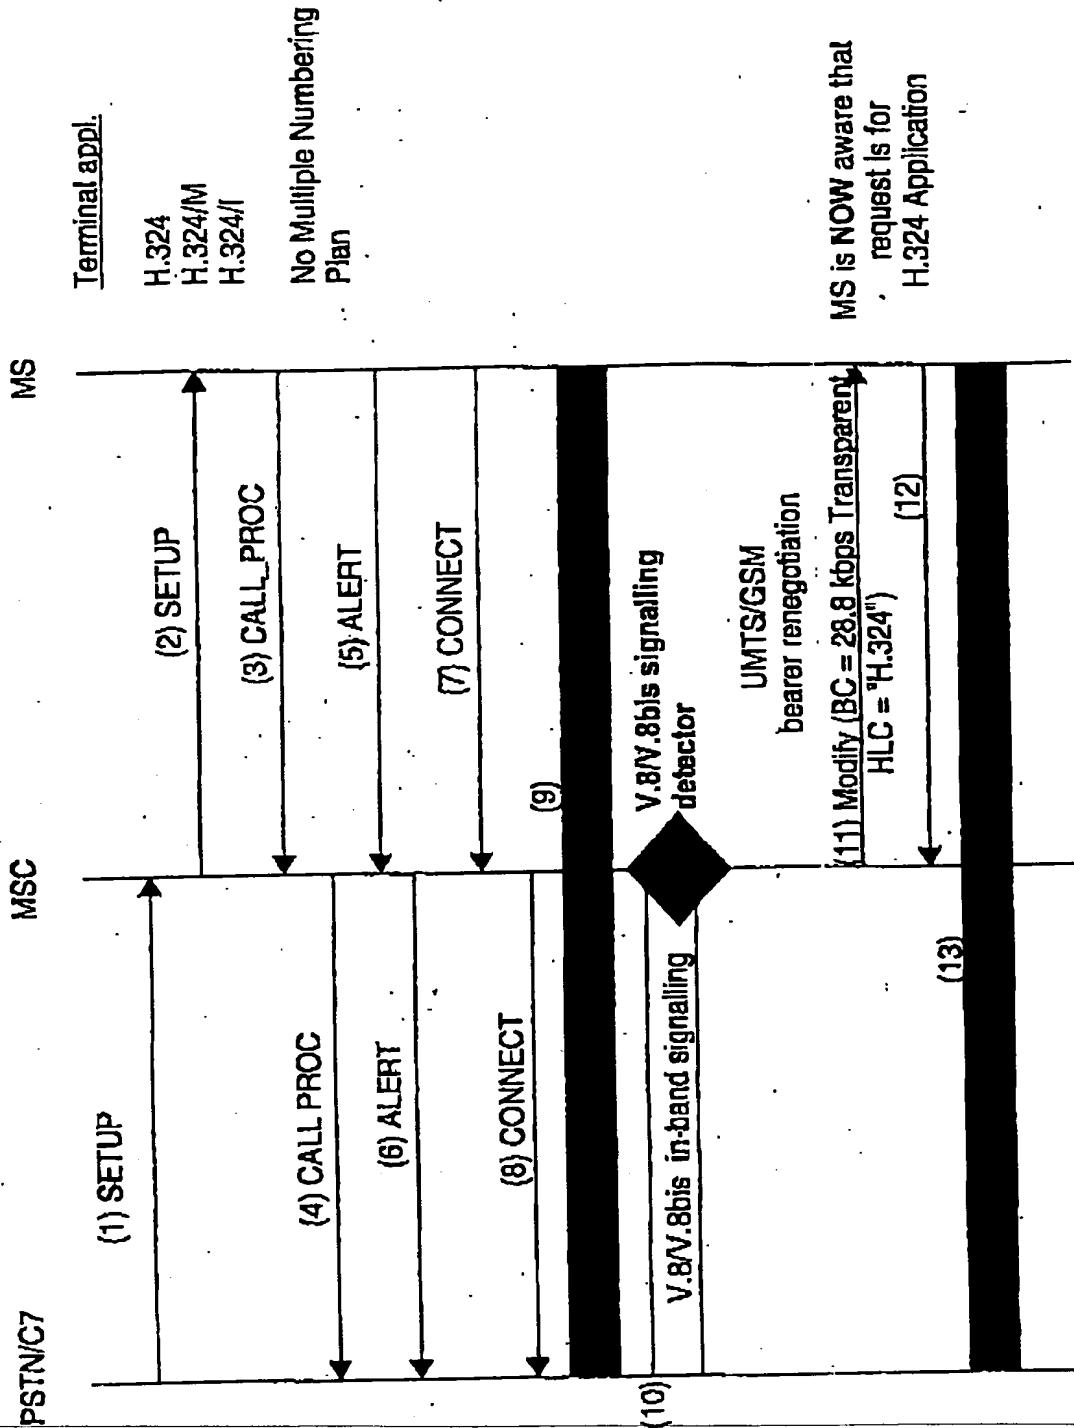 PSTN/C7
MSC
MS
Terminal appl.
H.324
H.324/M
H.324/I
No Multiple Numbering
Plan
(1) SETUP
(2) SETUP
(3) CALL_PROC
(4) CALL PROC
(5) ALERT
(6) ALERT
(7) CONNECT
(8) CONNECT
(9)
(10)
V.8/V.8bis in-band signalling
V.8/V.8bis signalling
detector
UMTS/GSM
bearer renegotiation
(11) Modify (BC = 28.8 kbps Transparent
HLC = "H.324")
MS is NOW aware that
request is for
H.324 Application
(12)
(13)